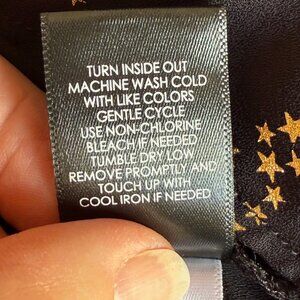 TURN INSIDE OUT
MACHINE WASH COLD
WITH LIKE COLORS
GENTLE CYCLE
USE NON-CHLORINE
BLEACH IF NEEDED
TUMBLE DRY LOW
REMOVE PROMPTLY AND
TOUCH UP WITH
COOL IRON IF NEEDED